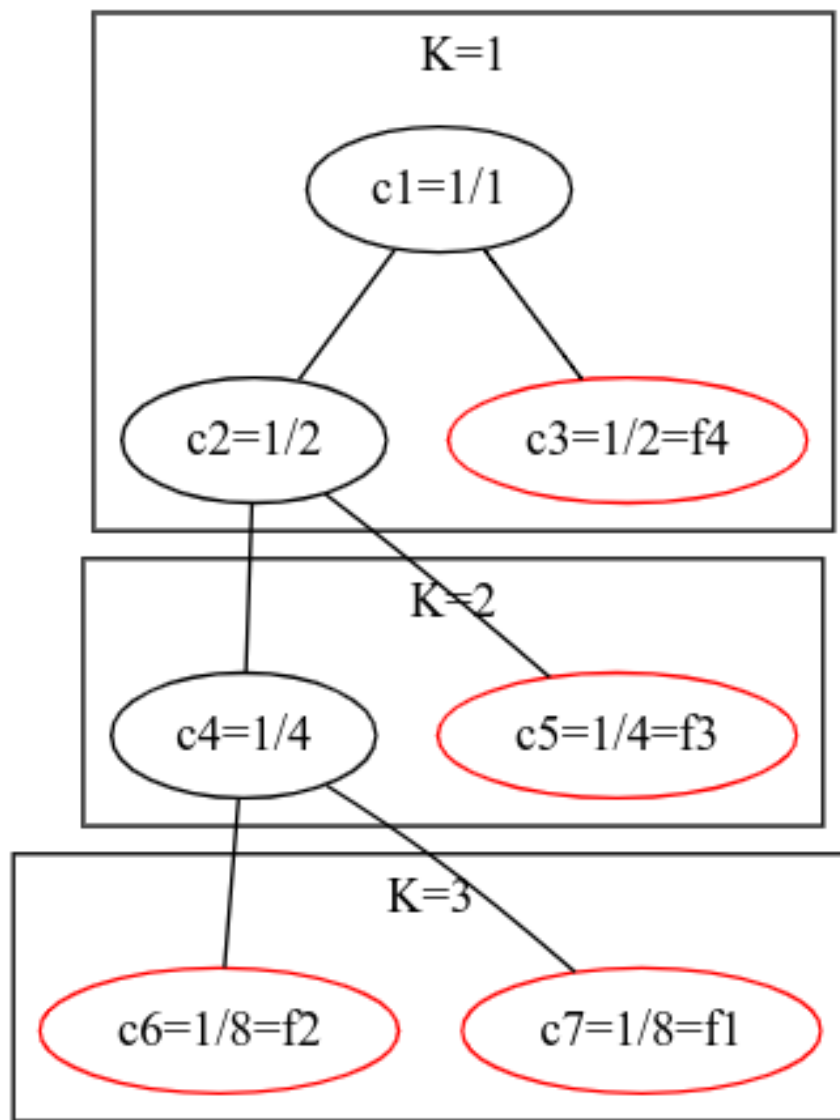 K=1
c1=1/1
c2=1/2
c3=1/2=f4
K=2
c4=1/4
c5=1/4=f3
K=3
c6=1/8=f2
c7=1/8=f1